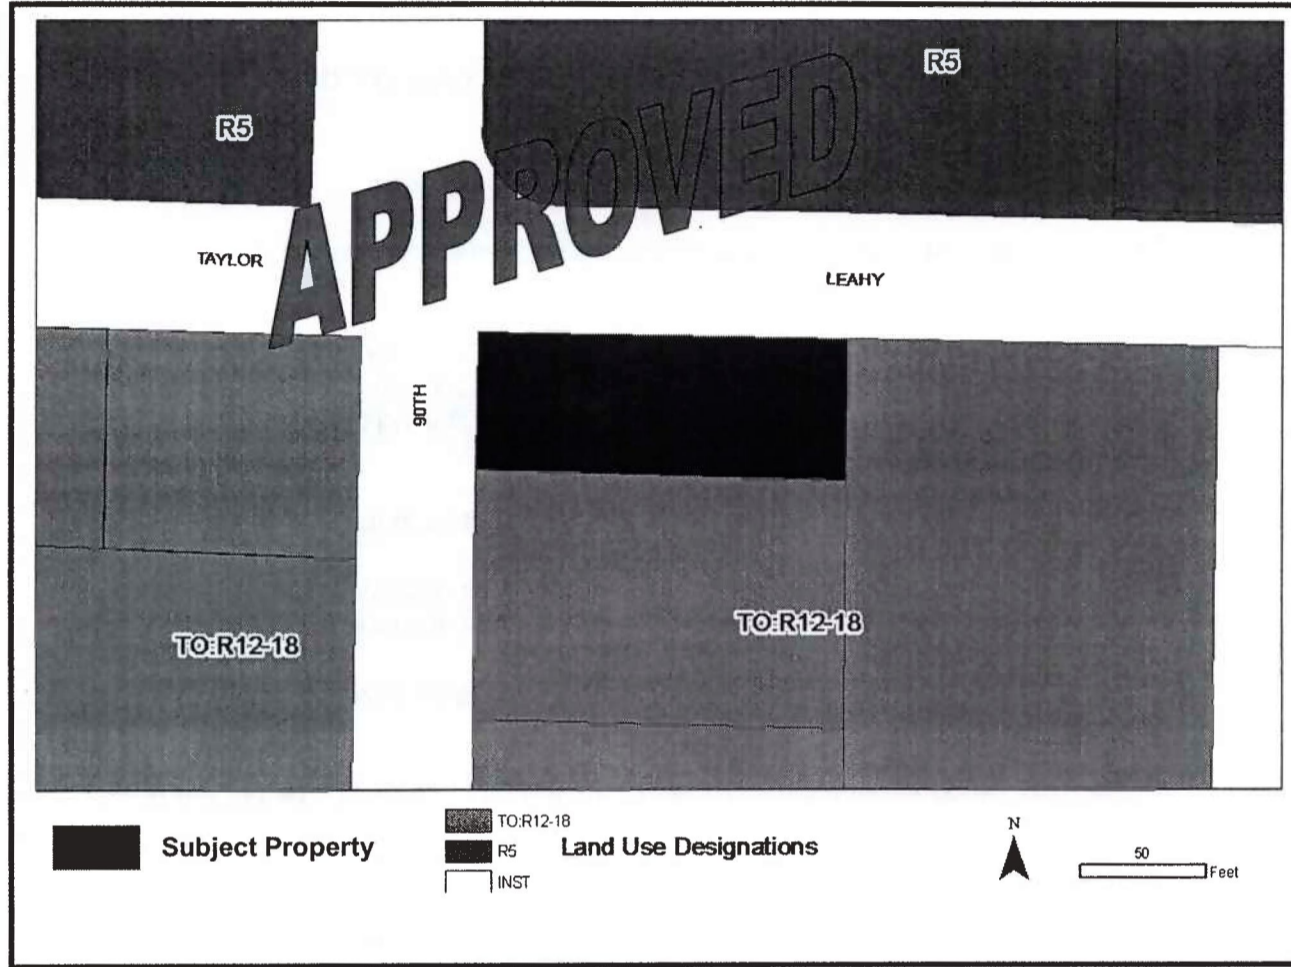 R5
R5
APPROVED
TAYLOR
LEAHY
90TH
TO:R12-18
TO:R12-18
Subject Property
TO:R12-18
R5
INST
Land Use Designations
N
50
Feet